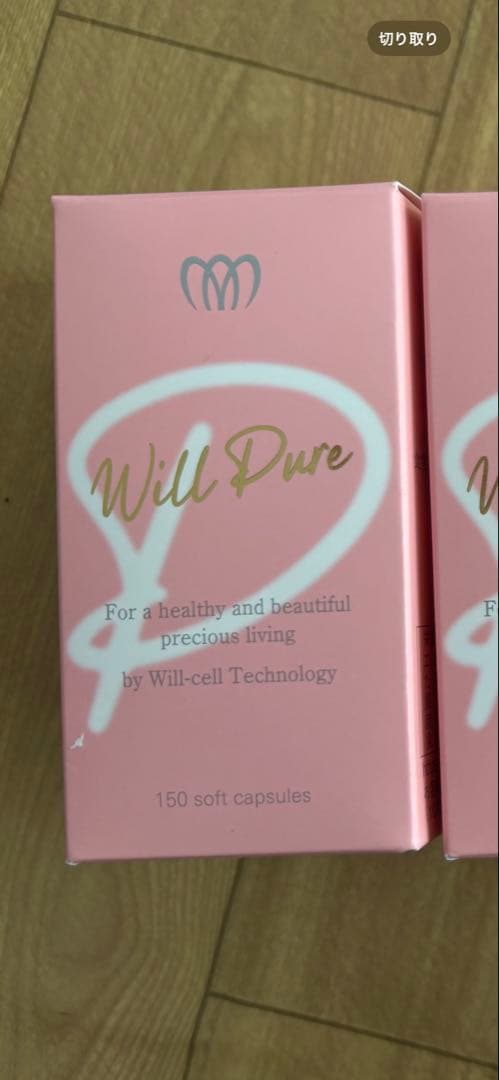 切り取り
Will Pure
For a healthy and beautiful
precious living
by Will-cell Technology
150 soft capsules